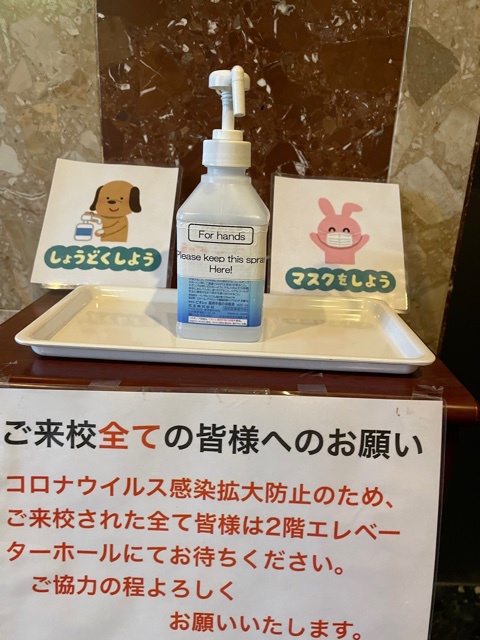 For hands
Please keep this spray
Here!
しょうどくしよう
マスクをしよう
ご来校全ての皆様へのお願い
コロナウイルス感染拡大防止のため、
ご来校された全て皆様は2階エレベー
ターホールにてお待ちください。
ご協力の程よろしく
お願いいたします。